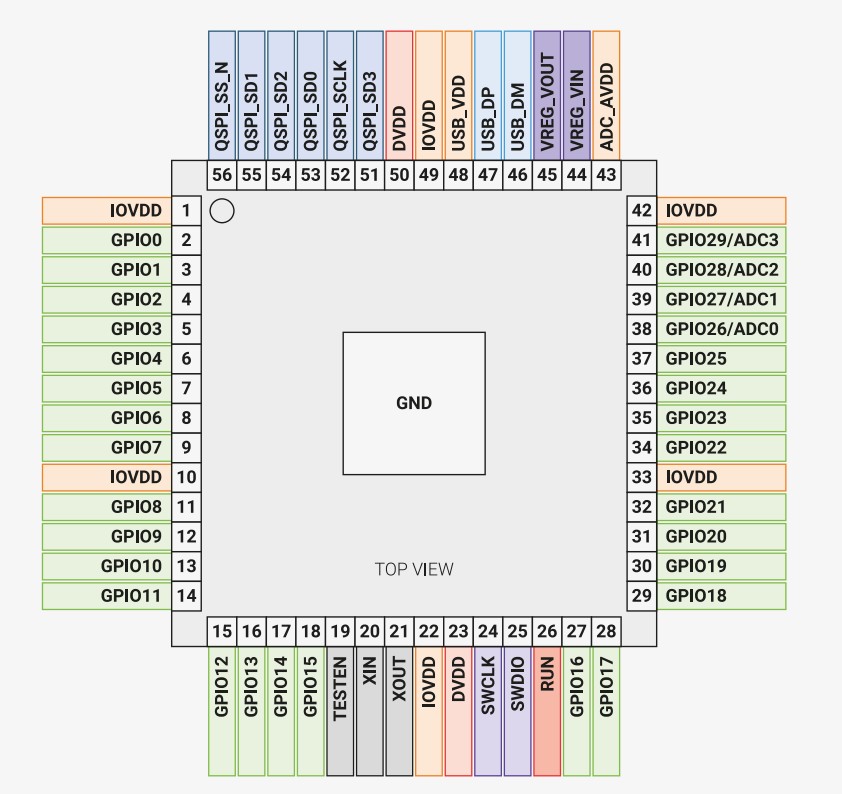 QSPI_SS_N QSPI_SD1 QSPI_SD2 QSPI_SD0 QSPI_SCLK QSPI_SD3 DVDD IOVDD USB_VDD USB_DP USB_DM VREG_VOUT VREG_VIN ADC_AVDD
56 55 54 53 52 51 50 49 48 47 46 45 44 43
IOVDD 1 42 IOVDD
GPIO0 2 41 GPIO29/ADC3
GPIO1 3 40 GPIO28/ADC2
GPIO2 4 39 GPIO27/ADC1
GPIO3 5 38 GPIO26/ADC0
GPIO4 6 37 GPIO25
GPIO5 7 36 GPIO24
GND
GPIO6 8 35 GPIO23
GPIO7 9 34 GPIO22
IOVDD 10 33 IOVDD
GPIO8 11 32 GPIO21
GPIO9 12 31 GPIO20
GPIO10 13 30 GPIO19
TOP VIEW
GPIO11 14 29 GPIO18
15 16 17 18 19 20 21 22 23 24 25 26 27 28
GPIO12 GPIO13 GPIO14 GPIO15 TESTEN XIN XOUT IOVDD DVDD SWCLK SWDIO RUN GPIO16 GPIO17